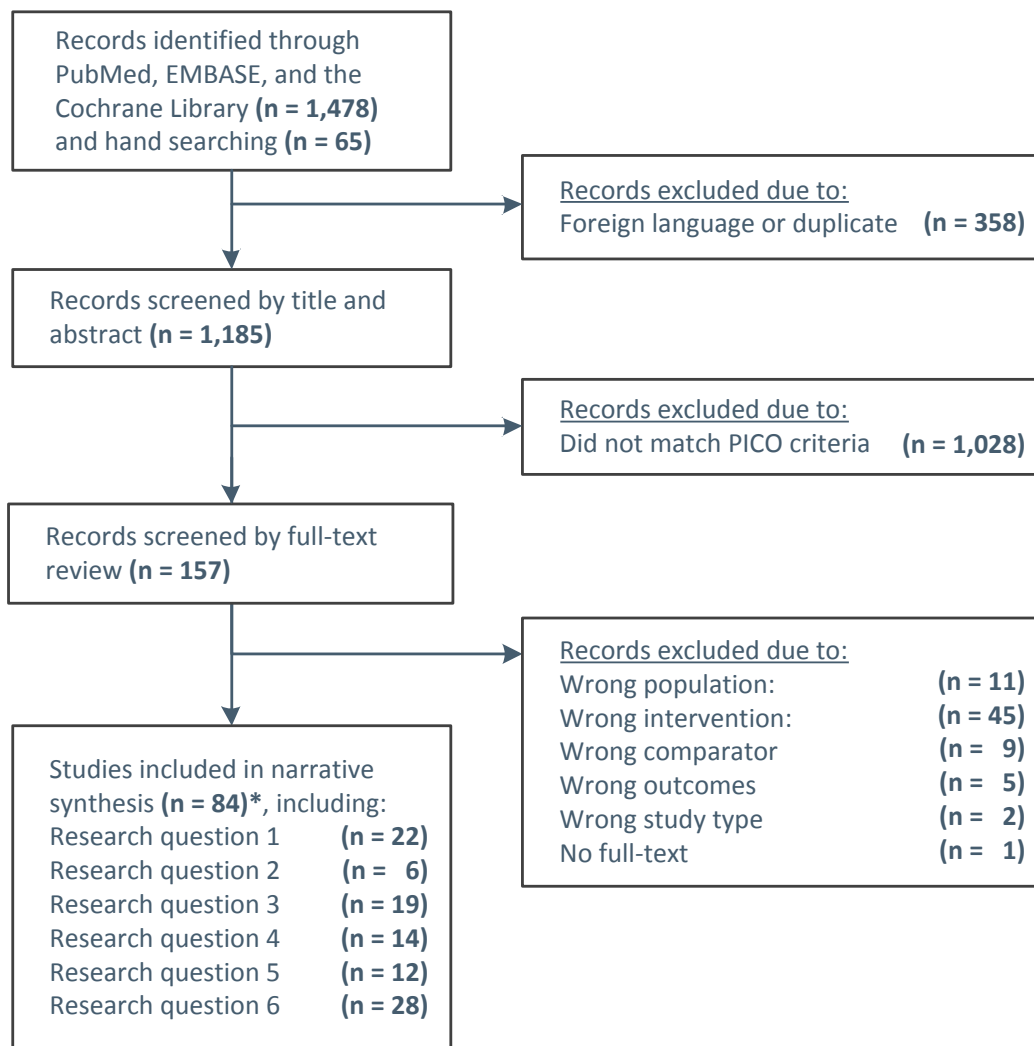 Records identified through
PubMed, EMBASE, and the
Cochrane Library (n = 1,478)
and hand searching (n = 65)
Records excluded due to:
Foreign language or duplicate (n = 358)
Records screened by title and
abstract (n = 1,185)
Records excluded due to:
Did not match PICO criteria (n = 1,028)
Records screened by full-text
review (n = 157)
Records excluded due to:
Wrong population: (n = 11)
Wrong intervention: (n = 45)
Wrong comparator (n = 9)
Wrong outcomes (n = 5)
Wrong study type (n = 2)
No full-text (n = 1)
Studies included in narrative
synthesis (n = 84)*, including:
Research question 1 (n = 22)
Research question 2 (n = 6)
Research question 3 (n = 19)
Research question 4 (n = 14)
Research question 5 (n = 12)
Research question 6 (n = 28)